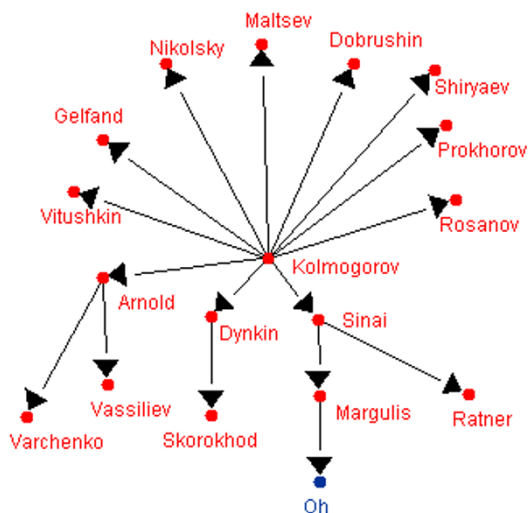 Maltsev
Nikolsky
Dobrushin
Shiryaev
Gelfand
Prokhorov
Vitushkin
Rosanov
Kolmogorov
Arnold
Dynkin
Sinai
Vassiliev
Margulis
Ratner
Varchenko
Skorokhod
Oh